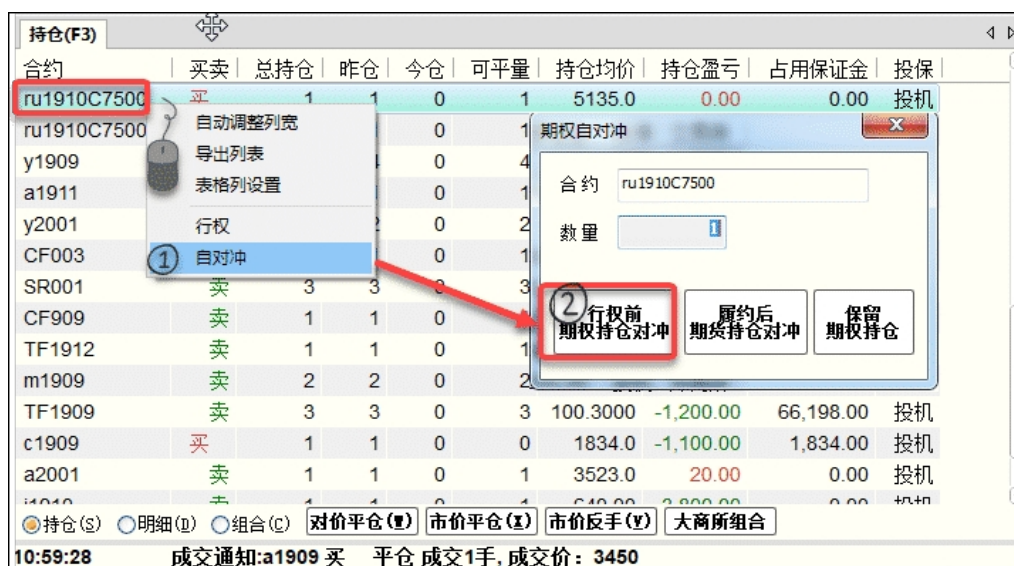 持仓(F3)
合约 买卖 总持仓 昨仓 今仓 可平量 持仓均价 持仓盈亏 占用保证金 投保
ru1910C7500 买 1 1 0 1 5135.0 0.00 0.00 投机
ru1910C7500 0 1
y1909 0 4
a1911 0 1
y2001 0 2
CF003 0 1
SR001 卖 3 3 3
CF909 卖 1 1 0
TF1912 卖 1 1 0 1
m1909 卖 2 2 0 2
TF1909 卖 3 3 0 3 100.3000 -1,200.00 66,198.00 投机
c1909 买 1 1 0 0 1834.0 -1,100.00 1,834.00 投机
a2001 卖 1 1 0 1 3523.0 20.00 0.00 投机
自动调整列宽
导出列表
表格列设置
行权
① 自对冲
期权自对冲
合约 ru1910C7500
数量 1
② 行权前
期权持仓对冲
履约后
期货持仓对冲
保留
期权持仓
持仓(S) 明细(D) 组合(C) 对价平仓(W) 市价平仓(X) 市价反手(Y) 大商所组合
10:59:28 成交通知:a1909 买 平仓 成交1手, 成交价：3450